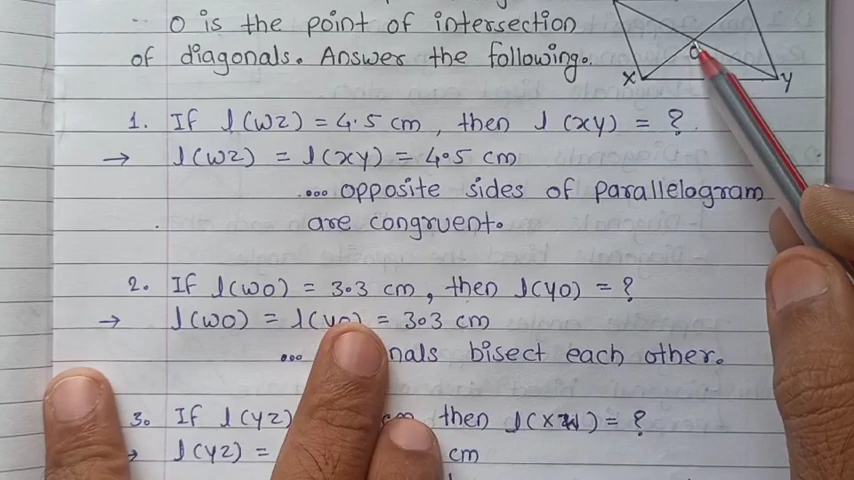 O is the point of intersection
of diagonals. Answer the following.
O
X
Y
1. If l(WZ) = 4.5 cm, then l(XY) = ?
→ l(WZ) = l(XY) = 4.5 cm
... opposite sides of parallelogram
are congruent.
2. If l(WO) = 3.3 cm, then l(YO) = ?
→ l(WO) = l(YO) = 3.3 cm
... nals bisect each other.
3. If l(YZ) cm then l(XW) = ?
→ l(YZ) = cm